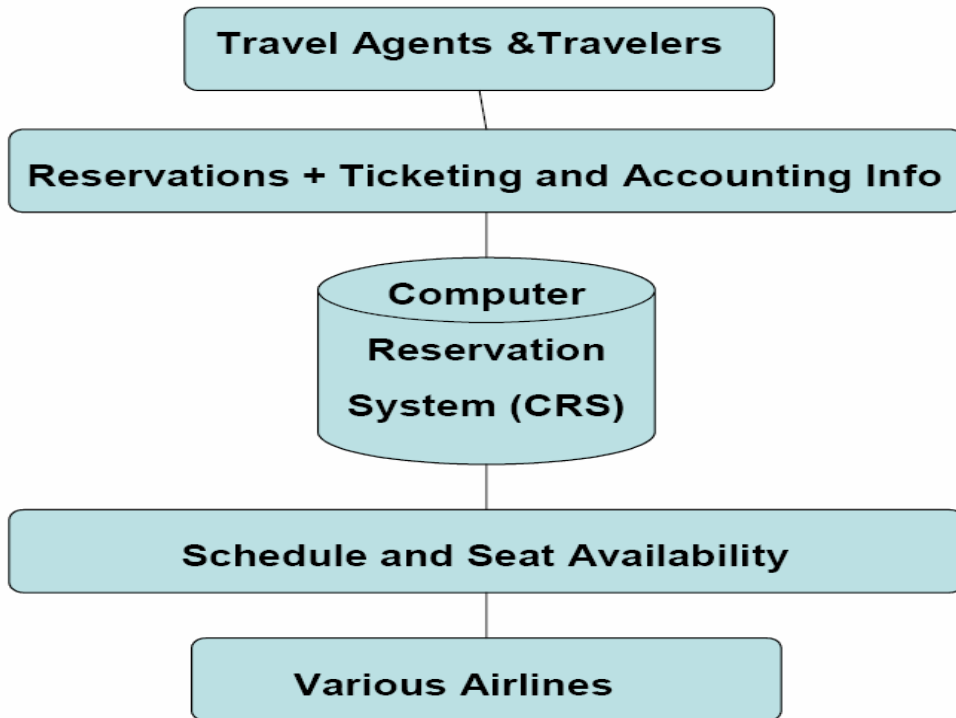 Travel Agents &Travelers
Reservations + Ticketing and Accounting Info
Computer
Reservation
System (CRS)
Schedule and Seat Availability
Various Airlines